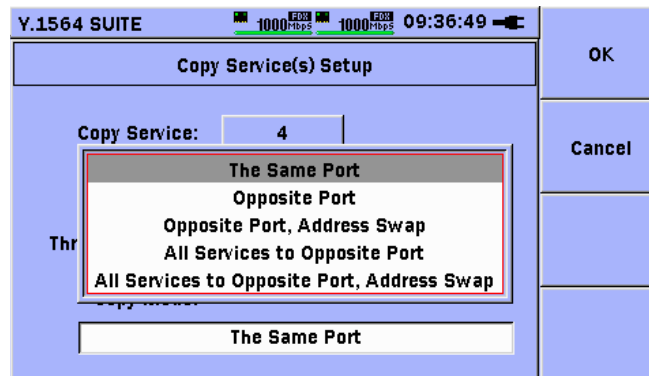 Y.1564 SUITE 1000 FDX Mbps 1000 FDX Mbps 09:36:49
Copy Service(s) Setup
OK
Copy Service: 4
Cancel
The Same Port
Opposite Port
Opposite Port, Address Swap
Thr
All Services to Opposite Port
All Services to Opposite Port, Address Swap
The Same Port